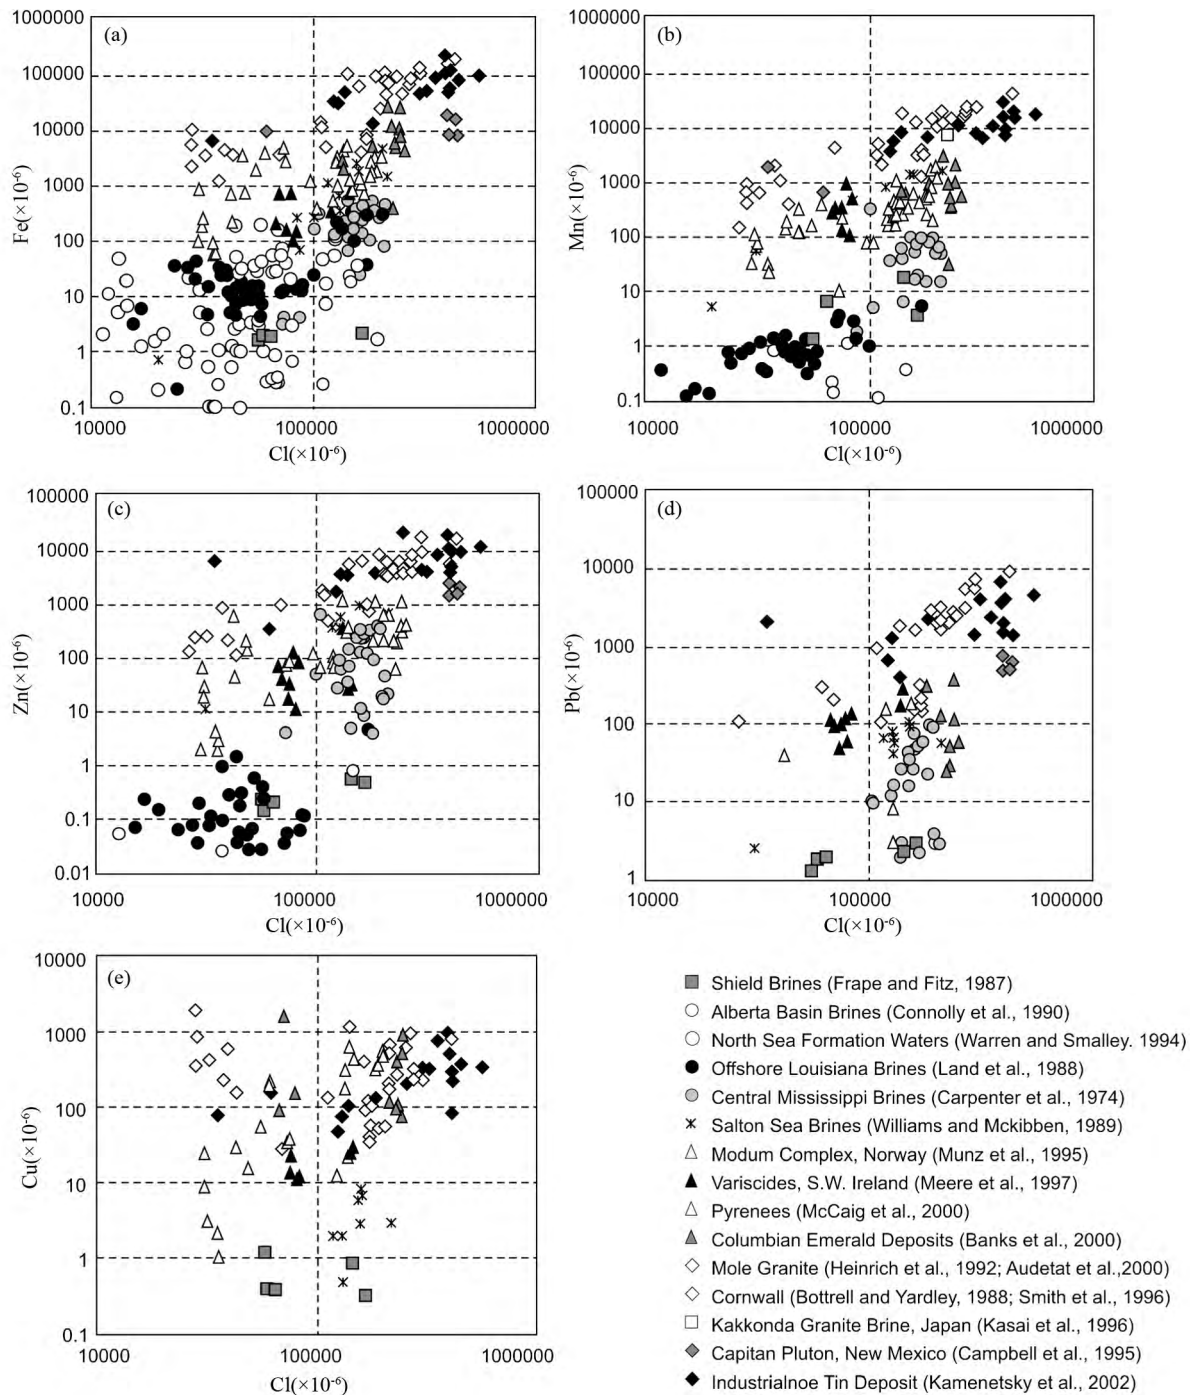 1000000
(a)
100000
10000
1000
100
10
1
0.1
Fe(×10⁻⁶)
10000
100000
1000000
Cl(×10⁻⁶)
1000000
(b)
100000
10000
1000
100
10
1
0.1
Mn(×10⁻⁶)
10000
100000
1000000
Cl(×10⁻⁶)
100000
(c)
10000
1000
100
10
1
0.1
0.01
Zn(×10⁻⁶)
10000
100000
1000000
Cl(×10⁻⁶)
100000
(d)
10000
1000
100
10
1
Pb(×10⁻⁶)
10000
100000
1000000
Cl(×10⁻⁶)
10000
(e)
1000
100
10
1
0.1
Cu(×10⁻⁶)
10000
100000
1000000
Cl(×10⁻⁶)
Shield Brines (Frape and Fitz, 1987)
Alberta Basin Brines (Connolly et al., 1990)
North Sea Formation Waters (Warren and Smalley. 1994)
Offshore Louisiana Brines (Land et al., 1988)
Central Mississippi Brines (Carpenter et al., 1974)
Salton Sea Brines (Williams and Mckibben, 1989)
Modum Complex, Norway (Munz et al., 1995)
Variscides, S.W. Ireland (Meere et al., 1997)
Pyrenees (McCaig et al., 2000)
Columbian Emerald Deposits (Banks et al., 2000)
Mole Granite (Heinrich et al., 1992; Audetat et al.,2000)
Cornwall (Bottrell and Yardley, 1988; Smith et al., 1996)
Kakkonda Granite Brine, Japan (Kasai et al., 1996)
Capitan Pluton, New Mexico (Campbell et al., 1995)
Industrialnoe Tin Deposit (Kamenetsky et al., 2002)